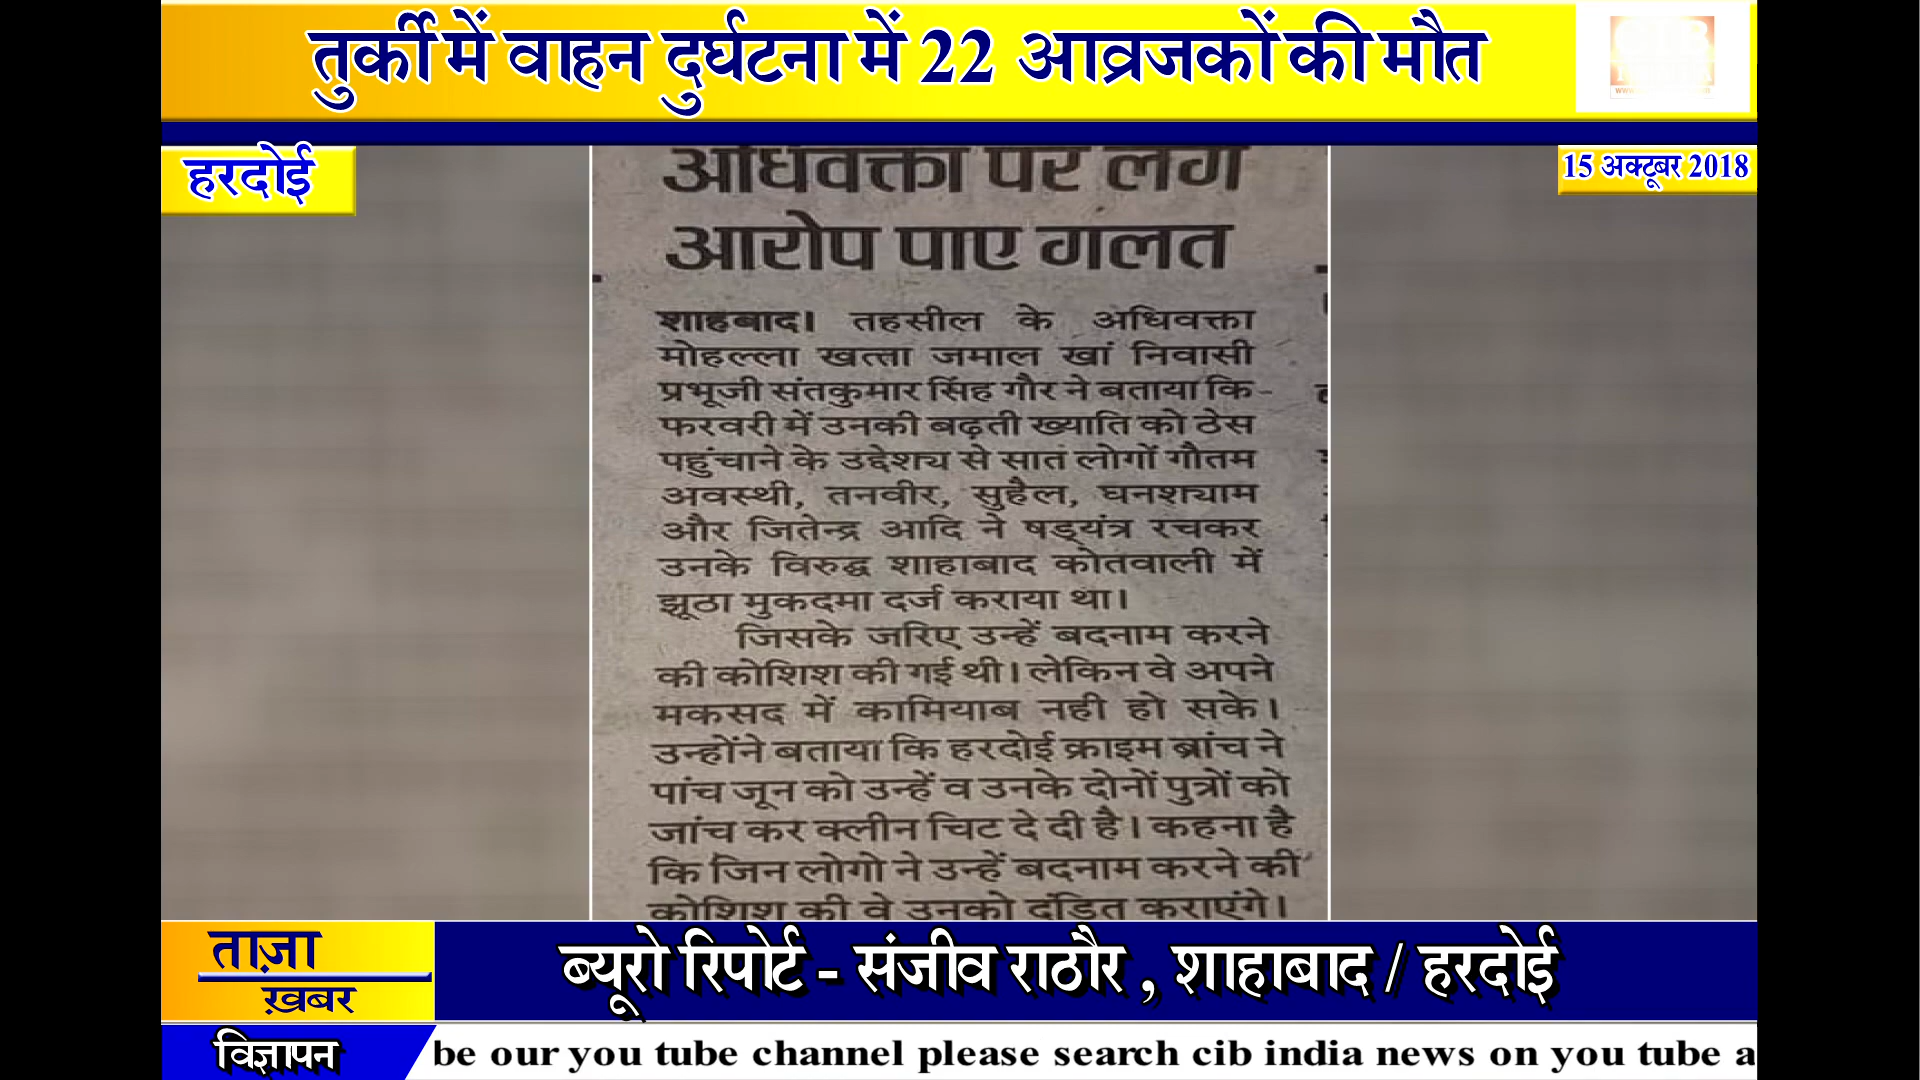 तुर्की में वाहन दुर्घटना में 22 आव्रजकों की मौत
हरदोई
15 अक्टूबर 2018
अधिवक्ता पर लगे
आरोप पाए गलत
शाहबाद। तहसील के अधिवक्ता
मोहल्ला खत्ता जमाल खां निवासी
प्रभूजी संतकुमार सिंह गौर ने बताया कि
फरवरी में उनकी बढ़ती ख्याति को ठेस
पहुंचाने के उद्देश्य से सात लोगों गौतम
अवस्थी, तनवीर, सुहैल, घनश्याम
और जितेन्द्र आदि ने षड्यंत्र रचकर
उनके विरुद्ध शाहाबाद कोतवाली में
झूठा मुकदमा दर्ज कराया था।
जिसके जरिए उन्हें बदनाम करने
की कोशिश की गई थी। लेकिन वे अपने
मकसद में कामियाब नही हो सके।
उन्होंने बताया कि हरदोई क्राइम ब्रांच ने
पांच जून को उन्हें व उनके दोनों पुत्रों को
जांच कर क्लीन चिट दे दी है। कहना है
कि जिन लोगो ने उन्हें बदनाम करने की
कोशिश की वे उनको दंडित कराएंगे।
ताज़ा
ख़बर
ब्यूरो रिपोर्ट - संजीव राठौर , शाहाबाद / हरदोई
विज्ञापन
be our you tube channel please search cib india news on you tube a